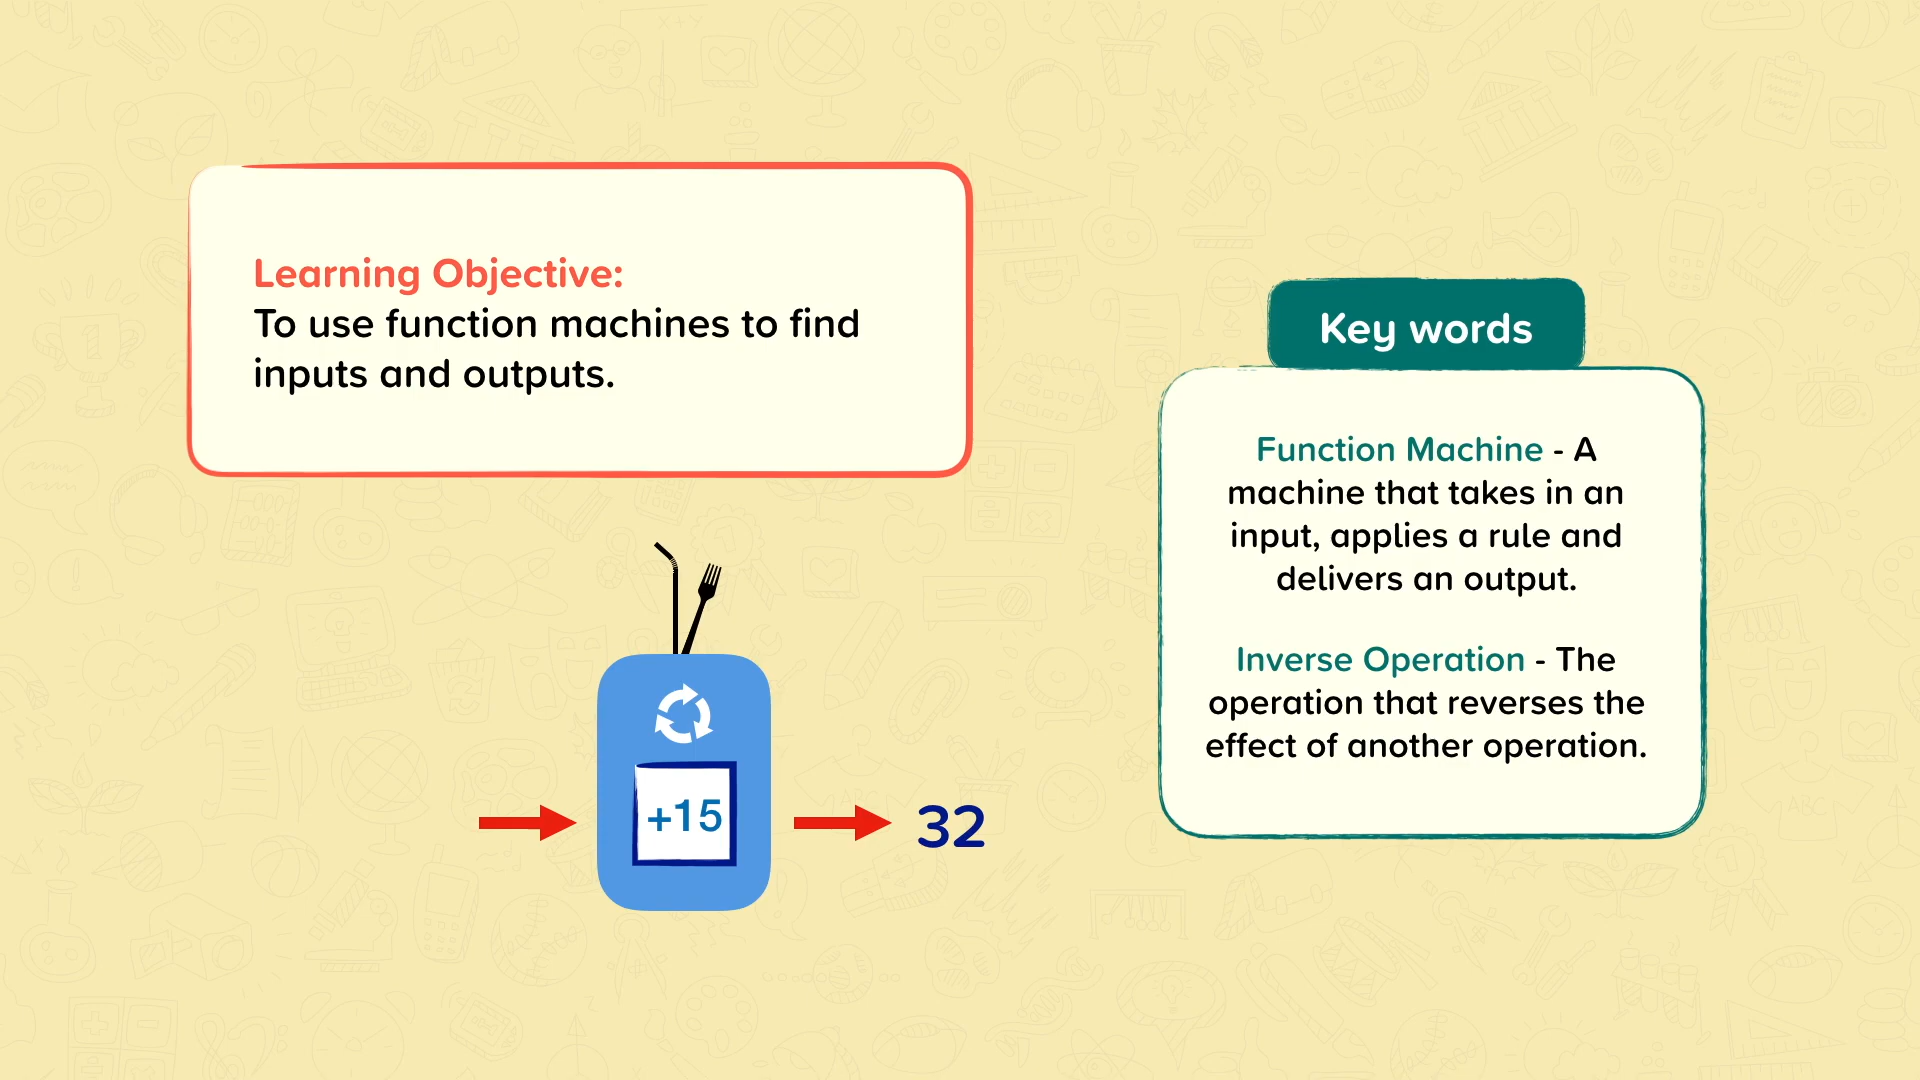 Learning Objective:
To use function machines to find
inputs and outputs.
Key words
Function Machine - A
machine that takes in an
input, applies a rule and
delivers an output.
Inverse Operation - The
operation that reverses the
effect of another operation.
+15
32